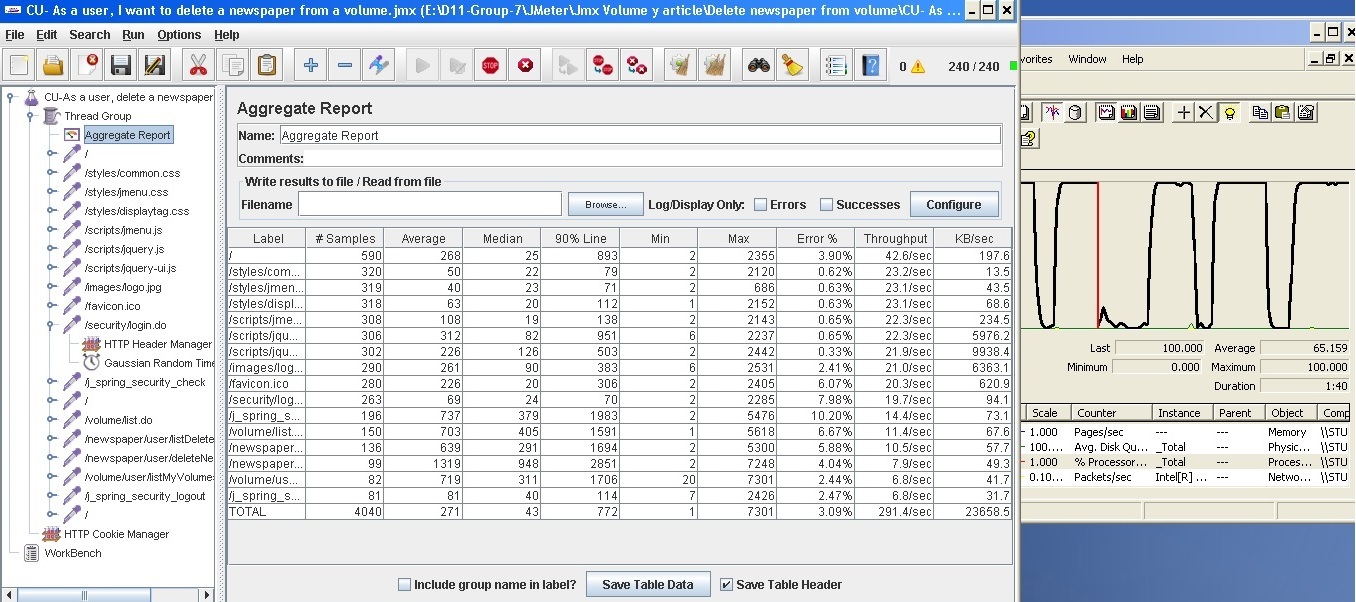 CU- As a user, I want to delete a newspaper from a volume.jmx (E:\D11-Group-7\JMeter\Jmx Volume y article\Delete newspaper from volume\CU- As ...
File Edit Search Run Options Help
STOP
0 240 / 240
CU-As a user, delete a newspaper
Thread Group
Aggregate Report
/
/styles/common.css
/styles/jmenu.css
/styles/displaytag.css
/scripts/jmenu.js
/scripts/jquery.js
/scripts/jquery-ui.js
/images/logo.jpg
/favicon.ico
/security/login.do
HTTP Header Manager
Gaussian Random Time
/j_spring_security_check
/
/volume/list.do
/newspaper/user/listDelete
/newspaper/user/deleteNe
/volume/user/listMyVolume
/j_spring_security_logout
/
HTTP Cookie Manager
WorkBench
Aggregate Report
Name: Aggregate Report
Comments:
Write results to file / Read from file
Filename Browse... Log/Display Only: Errors Successes Configure
Label # Samples Average Median 90% Line Min Max Error % Throughput KB/sec
/ 590 268 25 893 2 2355 3.90% 42.6/sec 197.6
/styles/com... 320 50 22 79 2 2120 0.62% 23.2/sec 13.5
/styles/jmen... 319 40 23 71 2 686 0.63% 23.1/sec 43.5
/styles/displ... 318 63 20 112 1 2152 0.63% 23.1/sec 68.6
/scripts/jme... 308 108 19 138 2 2143 0.65% 22.3/sec 234.5
/scripts/jqu... 306 312 82 951 6 2237 0.65% 22.3/sec 5976.2
/scripts/jqu... 302 226 126 503 2 2442 0.33% 21.9/sec 9938.4
/images/log... 290 261 90 383 6 2531 2.41% 21.0/sec 6363.1
/favicon.ico 280 226 20 306 2 2405 6.07% 20.3/sec 620.9
/security/log... 263 69 24 70 2 2285 7.98% 19.7/sec 94.1
/j_spring_s... 196 737 379 1983 2 5476 10.20% 14.4/sec 73.1
/volume/list.... 150 703 405 1591 1 5618 6.67% 11.4/sec 67.6
/newspaper... 136 639 291 1694 2 5300 5.88% 10.5/sec 57.7
/newspaper... 99 1319 948 2851 2 7248 4.04% 7.9/sec 49.3
/volume/us... 82 719 311 1706 20 7301 2.44% 6.8/sec 41.7
/j_spring_s... 81 81 40 114 7 2426 2.47% 6.8/sec 31.7
TOTAL 4040 271 43 772 1 7301 3.09% 291.4/sec 23658.5
Include group name in label? Save Table Data Save Table Header
vorites Window Help
Last 100.000 Average 65.159
Minimum 0.000 Maximum 100.000
Duration 1:40
Scale Counter Instance Parent Object Comp
1.000 Pages/sec --- --- Memory \\STU
100.... Avg. Disk Qu... _Total --- Physic... \\STU
1.000 % Processor... _Total --- Proces... \\STU
0.10... Packets/sec Intel[R] ... --- Netwo... \\STU